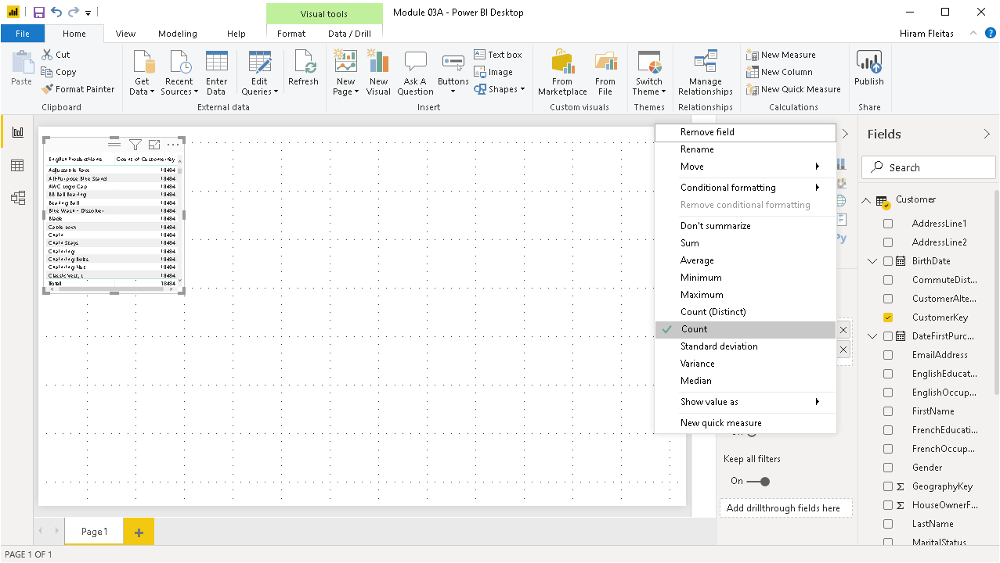 Module 03A - Power BI Desktop
Visual tools
File
Home
View
Modeling
Help
Format
Data / Drill
Hiram Fleitas
Paste
Cut
Copy
Format Painter
Clipboard
Get Data
Recent Sources
Enter Data
Edit Queries
External data
Refresh
New Page
New Visual
Ask A Question
Buttons
Text box
Image
Shapes
Insert
From Marketplace
From File
Custom visuals
Switch Theme
Themes
Manage Relationships
Relationships
New Measure
New Column
New Quick Measure
Calculations
Publish
Share
EnglishProductName Count of CustomerKey
Adjustable Race 18484
All-Purpose Bike Stand 18484
AWC Logo Cap 18484
BB Ball Bearing 18484
Bearing Ball 18484
Bike Wash - Dissolver 18484
Blade 18484
Cable Lock 18484
Chain 18484
Chain Stays 18484
Chainring 18484
Chainring Bolts 18484
Chainring Nut 18484
Classic Vest, L 18484
Total 18484
Remove field
Rename
Move
Conditional formatting
Remove conditional formatting
Don't summarize
Sum
Average
Minimum
Maximum
Count (Distinct)
Count
Standard deviation
Variance
Median
Show value as
New quick measure
Py
Keep all filters
On
Add drillthrough fields here
Fields
Search
Customer
AddressLine1
AddressLine2
BirthDate
CommuteDist...
CustomerAlte...
CustomerKey
DateFirstPurc...
EmailAddress
EnglishEducat...
EnglishOccup...
FirstName
FrenchEducati...
FrenchOccup...
Gender
GeographyKey
HouseOwnerF...
LastName
MaritalStatus
Page1
PAGE 1 OF 1